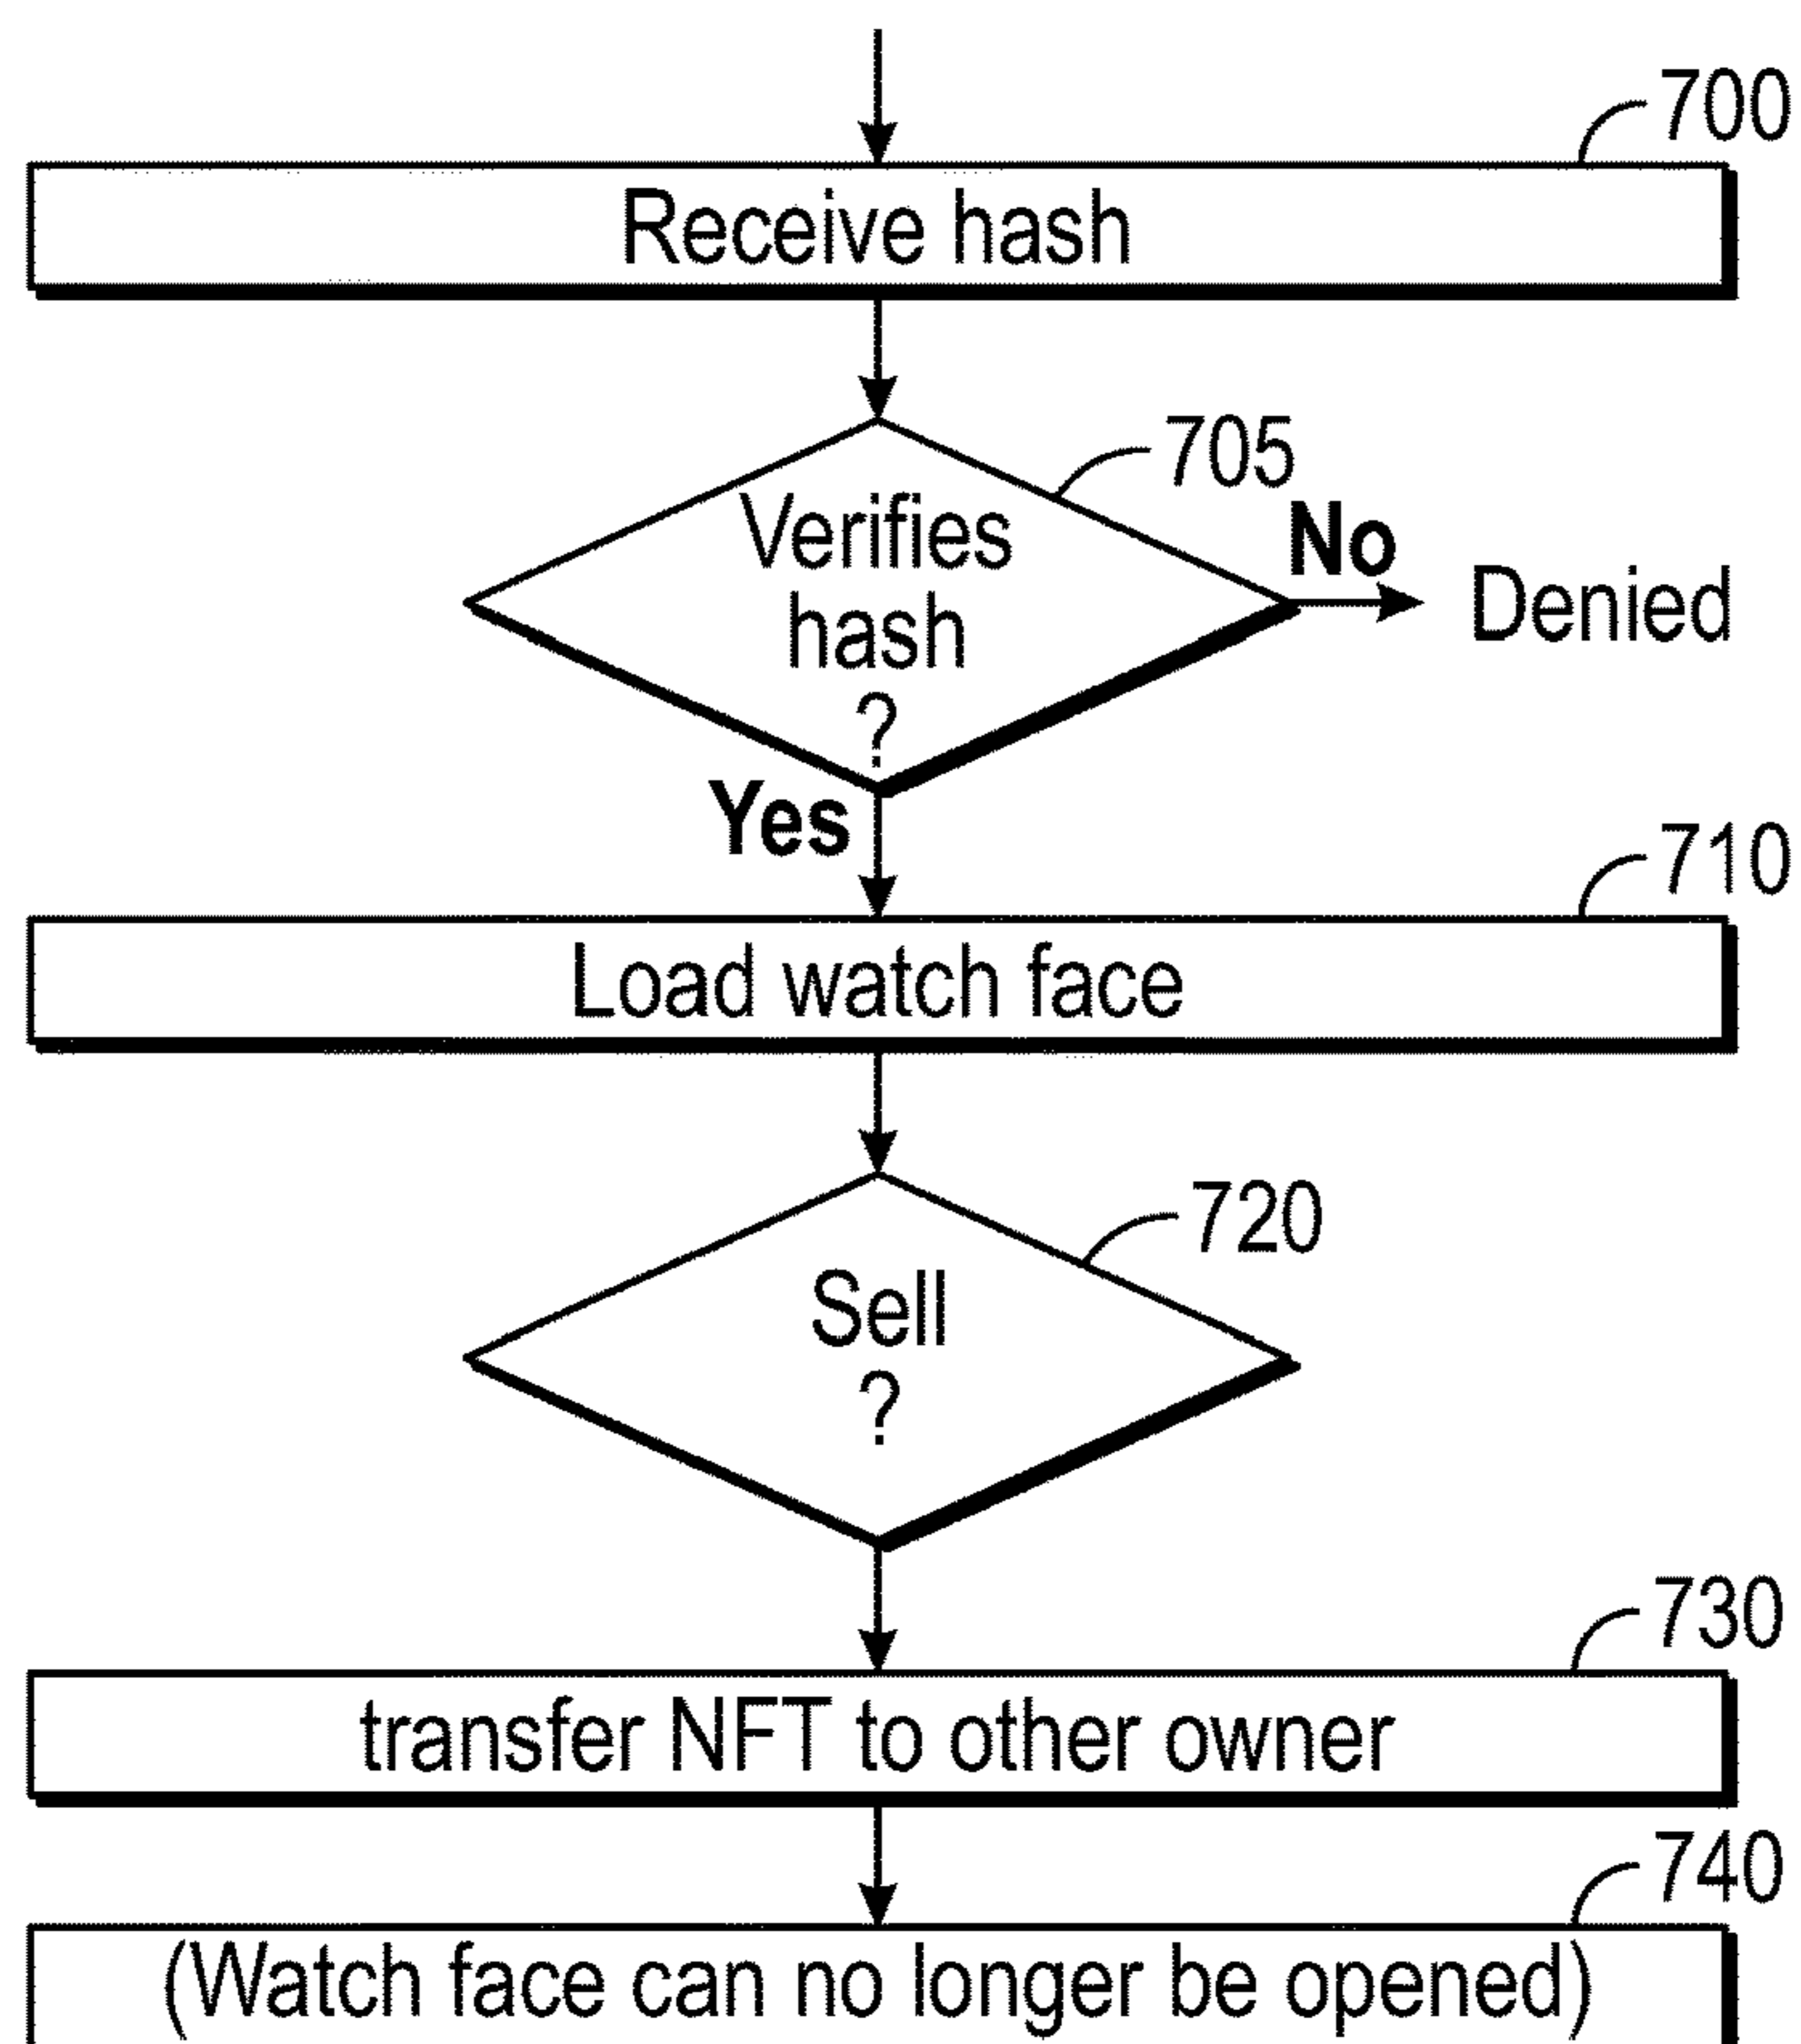 700
Receive hash
705
Verifies
hash
?
No
Denied
Yes
710
Load watch face
720
Sell
?
730
transfer NFT to other owner
740
(Watch face can no longer be opened)